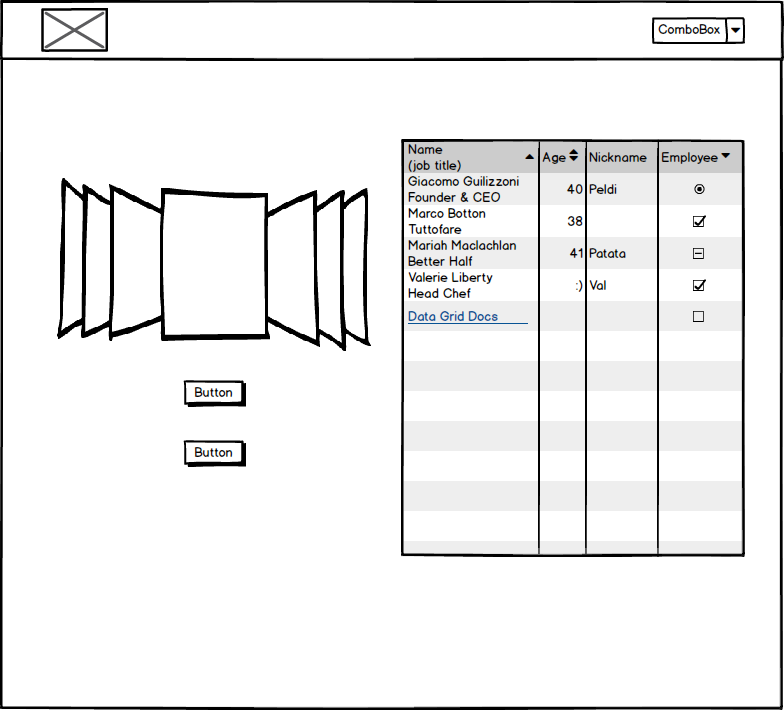 ComboBox
Name
(job title)
Age
Nickname
Employee
Giacomo Guilizzoni
Founder & CEO
40
Peldi
Marco Botton
Tuttofare
38
Mariah Maclachlan
Better Half
41
Patata
Valerie Liberty
Head Chef
:)
Val
Data Grid Docs
Button
Button